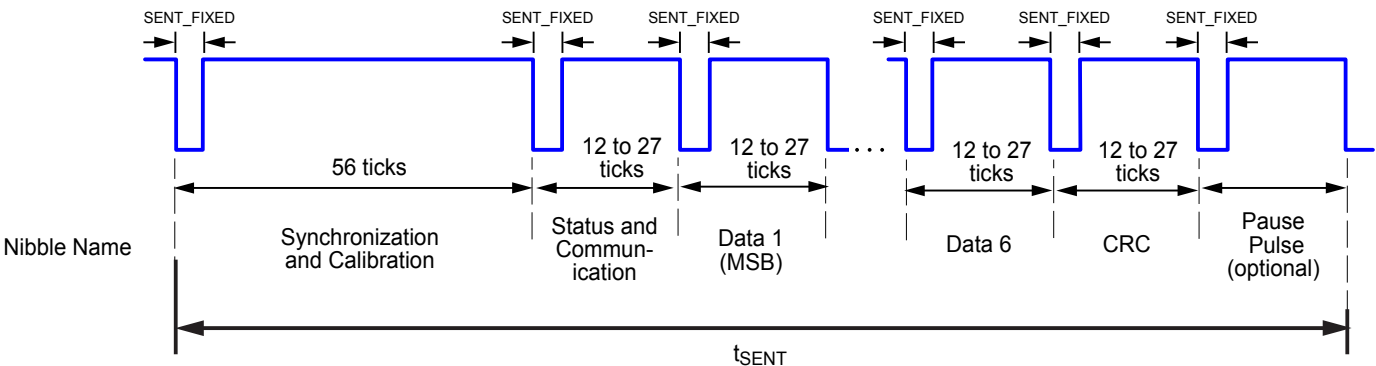 SENT_FIXED SENT_FIXED SENT_FIXED SENT_FIXED SENT_FIXED SENT_FIXED
56 ticks
12 to 27
ticks
12 to 27
ticks
. . .
12 to 27
ticks
12 to 27
ticks
Nibble Name
Synchronization
and Calibration
Status and
Commun-
ication
Data 1
(MSB)
Data 6
CRC
Pause
Pulse
(optional)
tSENT